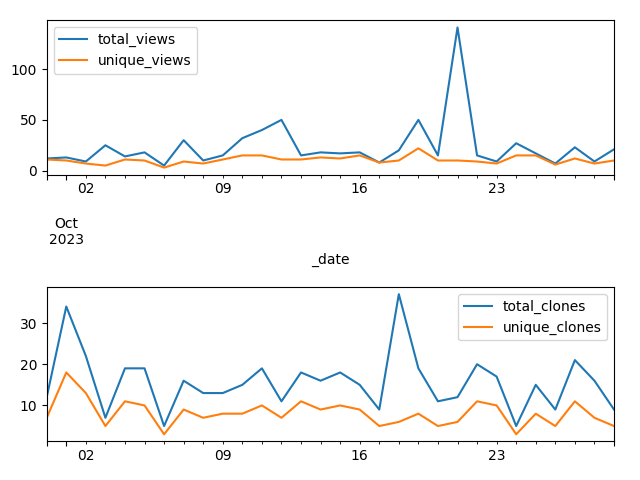 total_views
unique_views
100
50
0
02
09
16
23
Oct
2023
_date
total_clones
unique_clones
30
20
10
02
09
16
23